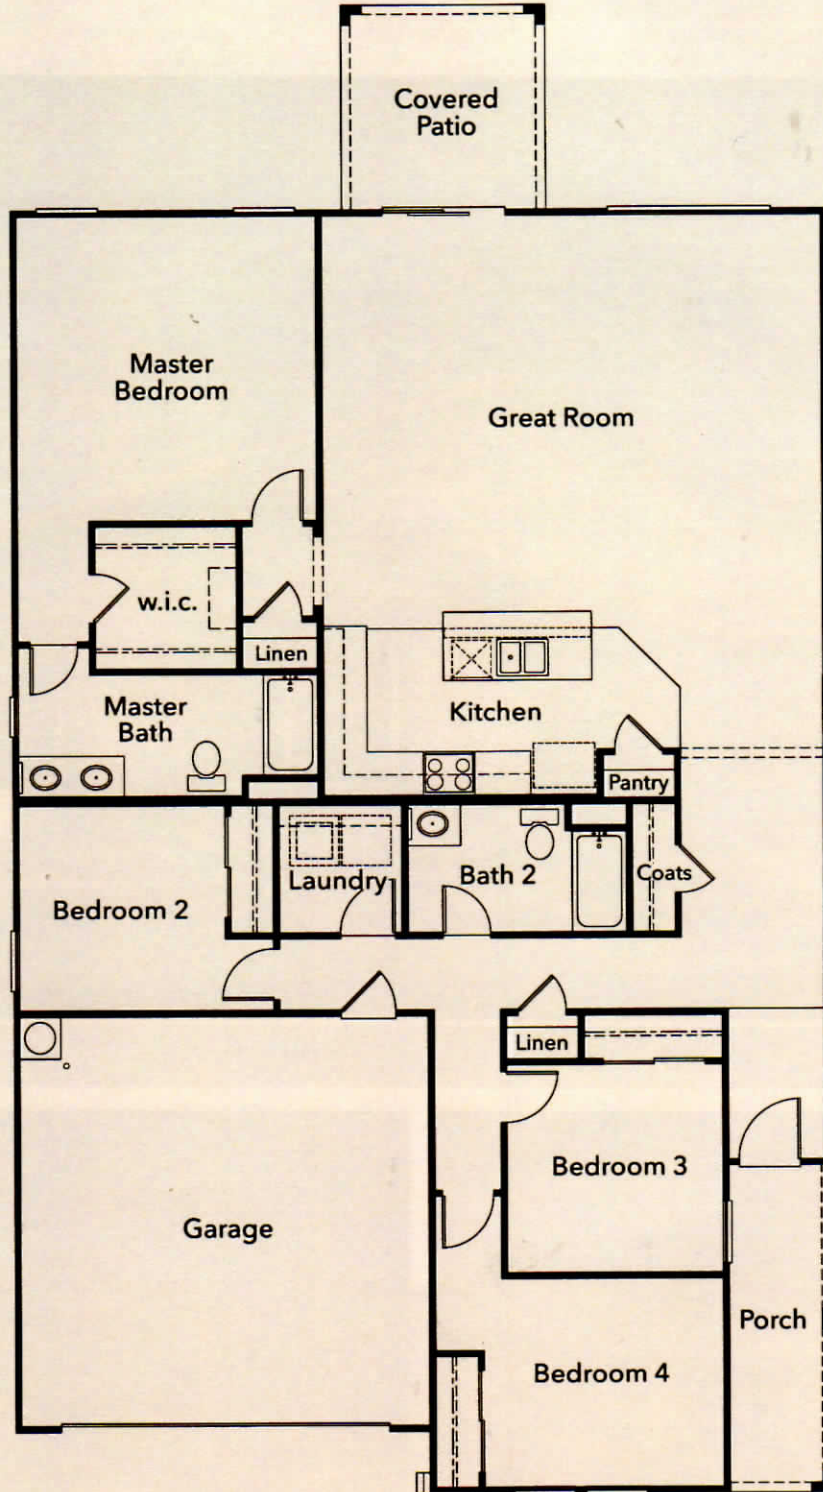 Covered
Patio
Master
Bedroom
Great Room
w.i.c.
Linen
Master
Bath
Kitchen
Pantry
Bedroom 2
Laundry
Bath 2
Coats
Linen
Bedroom 3
Garage
Porch
Bedroom 4